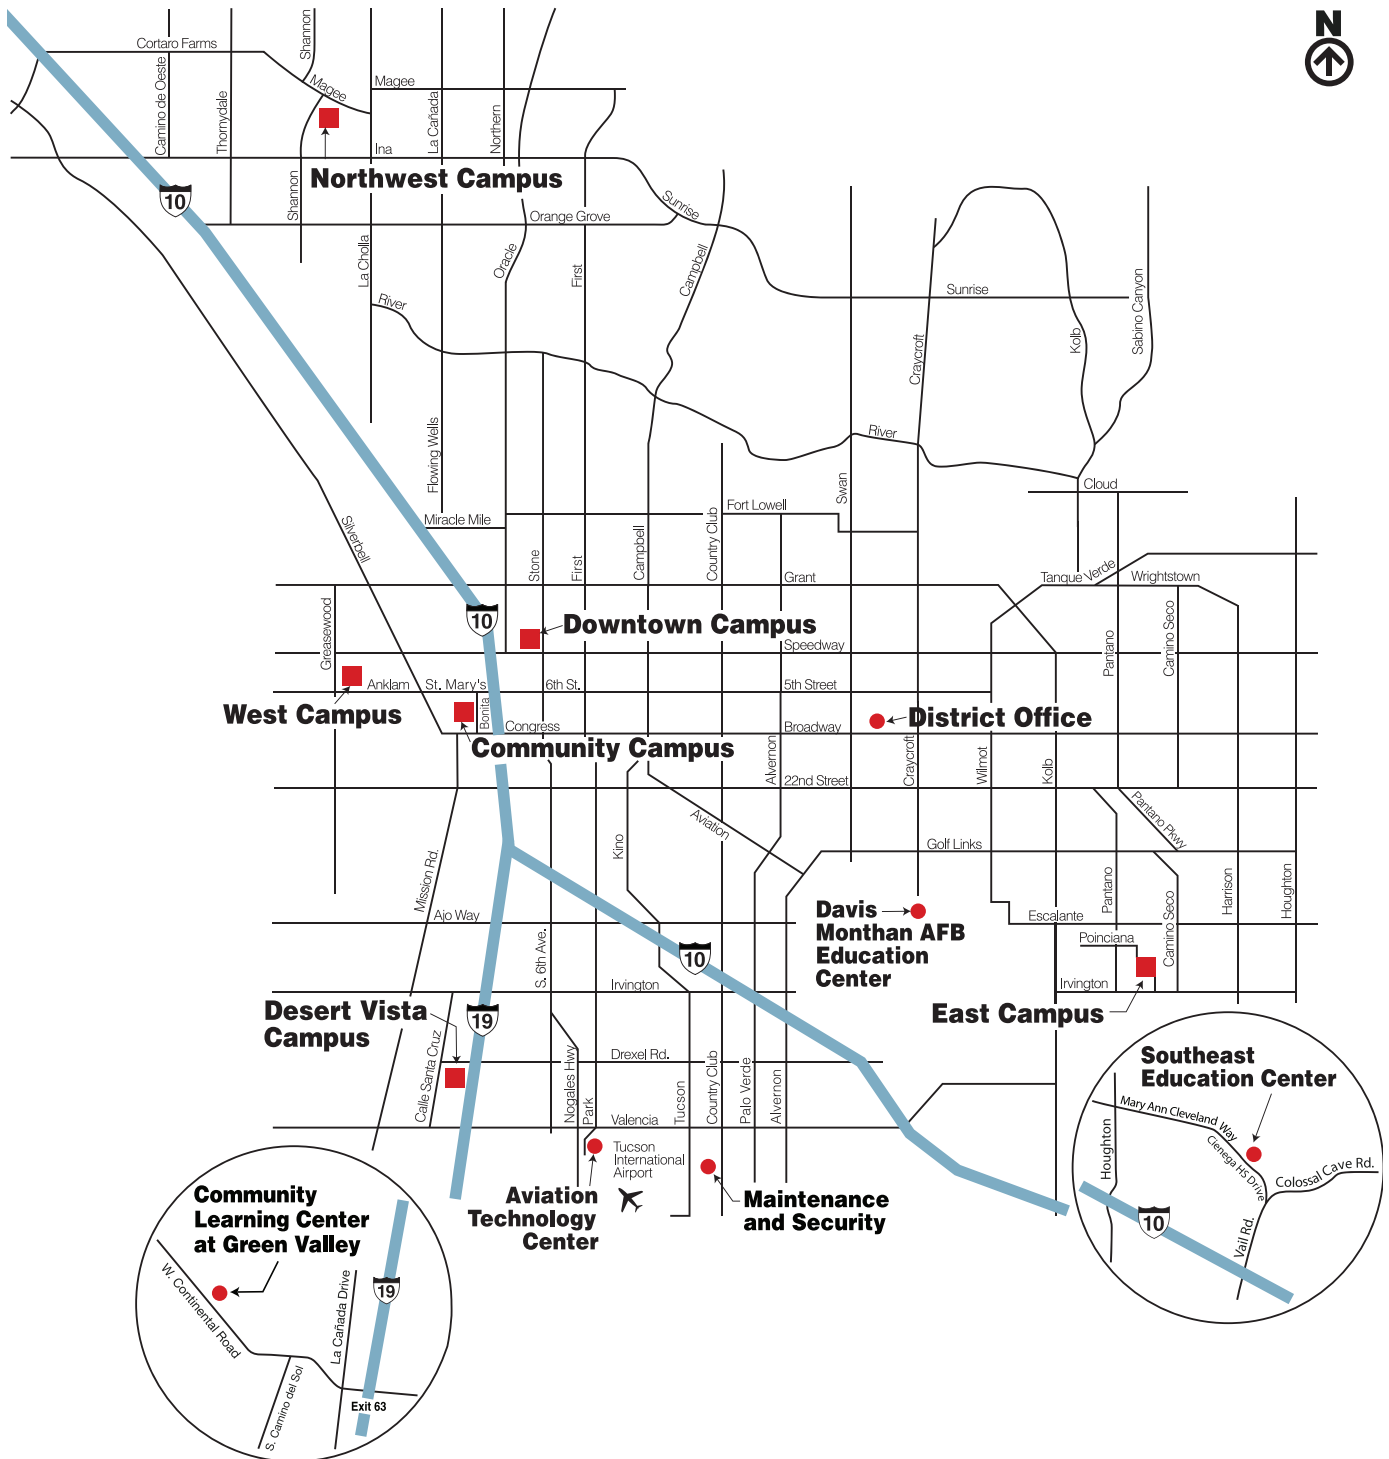 N
Cortaro Farms
Shannon
Camino de Oeste
Thornydale
Magee
Magee
La Cañada
Northern
Ina
Northwest Campus
10
Shannon
La Cholla
Orange Grove
Sunrise
Oracle
First
Campbell
Sunrise
Craycroft
Kolb
Sabino Canyon
River
River
Flowing Wells
Swan
Cloud
Silverbell
Miracle Mile
Fort Lowell
Stone
First
Campbell
Country Club
Grant
Tanque Verde
Wrightstown
Greasewood
10
Downtown Campus
Speedway
Pantano
Camino Seco
Anklam
St. Mary's
6th St.
5th Street
West Campus
Bonita
Congress
Broadway
District Office
Community Campus
Alvernon
Craycroft
Wilmot
Kolb
22nd Street
Pantano Pkwy
Aviation
Kino
Golf Links
Mission Rd.
Pantano
Camino Seco
Harrison
Houghton
Ajo Way
S. 6th Ave.
10
Davis
Monthan AFB
Education
Center
Escalante
Poinciana
Irvington
Irvington
East Campus
Desert Vista
Campus
19
Calle Santa Cruz
Drexel Rd.
Nogales Hwy
Park
Tucson
Country Club
Palo Verde
Alvernon
Valencia
Tucson
International
Airport
Aviation
Technology
Center
Maintenance
and Security
Southeast
Education Center
Mary Ann Cleveland Way
Cienega HS Drive
Houghton
Colossal Cave Rd.
10
Vail Rd.
Community
Learning Center
at Green Valley
W. Continental Road
La Cañada Drive
19
S. Camino del Sol
Exit 63